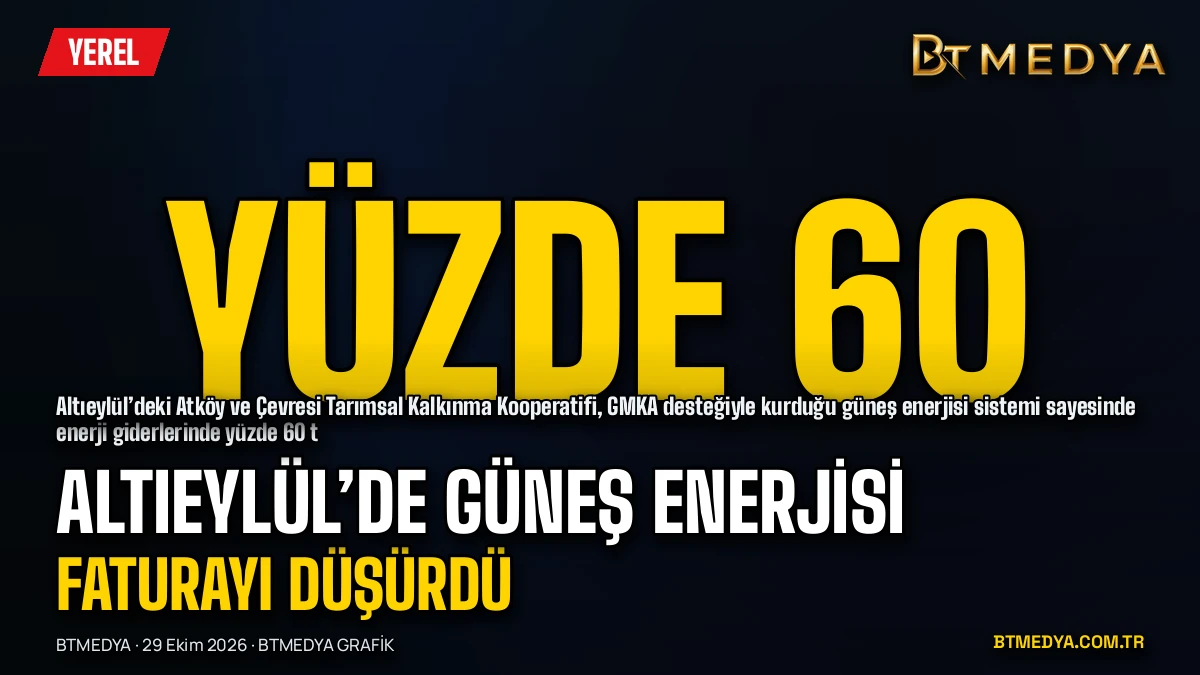 YEREL
BTMEDYA
YÜZDE 60
Altıeylül’deki Atköy ve Çevresi Tarımsal Kalkınma Kooperatifi, GMKA desteğiyle kurduğu güneş enerjisi sistemi sayesinde
enerji giderlerinde yüzde 60 t
ALTIEYLÜL’DE GÜNEŞ ENERJİSİ
FATURAYI DÜŞÜRDÜ
BTMEDYA · 29 Ekim 2026 · BTMEDYA GRAFİK
BTMEDYA.COM.TR